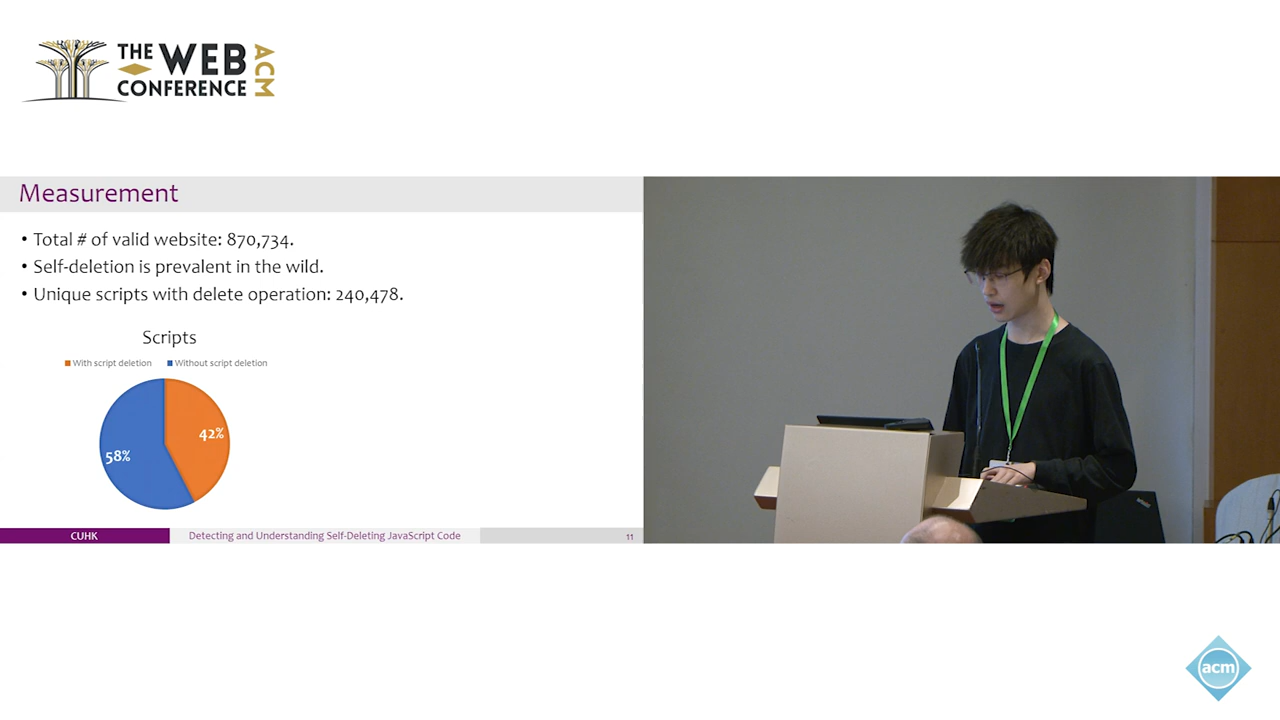 THE WEB
CONFERENCE
ACM
Measurement
• Total # of valid website: 870,734.
• Self-deletion is prevalent in the wild.
• Unique scripts with delete operation: 240,478.
Scripts
With script deletion Without script deletion
42%
58%
CUHK
Detecting and Understanding Self-Deleting JavaScript Code
11
acm